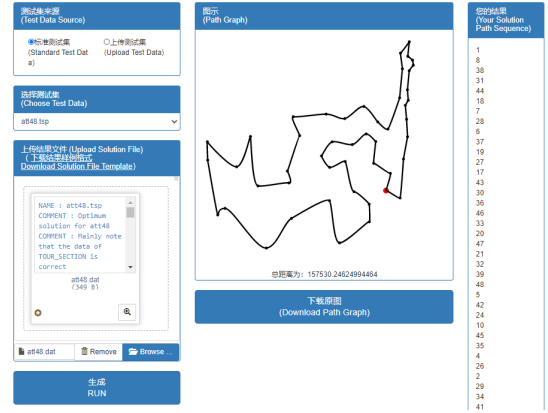 测试集来源
(Test Data Source)
标准测试集
(Standard Test Data)
上传测试集
(Upload Test Data)
选择测试集
(Choose Test Data)
att48.tsp
上传结果文件 (Upload Solution File)
( 下载结果样例格式
Download Solution File Template)
NAME : att48.tsp
COMMENT : Optimum
solution for att48
COMMENT : Mainly note
that the data of
TOUR_SECTION is
correct
att48.dat
(349 B)
att48.dat
Remove
Browse ...
生成
RUN
图示
(Path Graph)
总距离为：157530.24624994464
下载原图
(Download Path Graph)
您的结果
(Your Solution
Path Sequence)
1
8
38
31
44
18
7
28
6
37
19
27
17
43
30
36
46
33
20
47
21
32
39
48
5
42
24
10
45
35
4
26
2
29
34
41